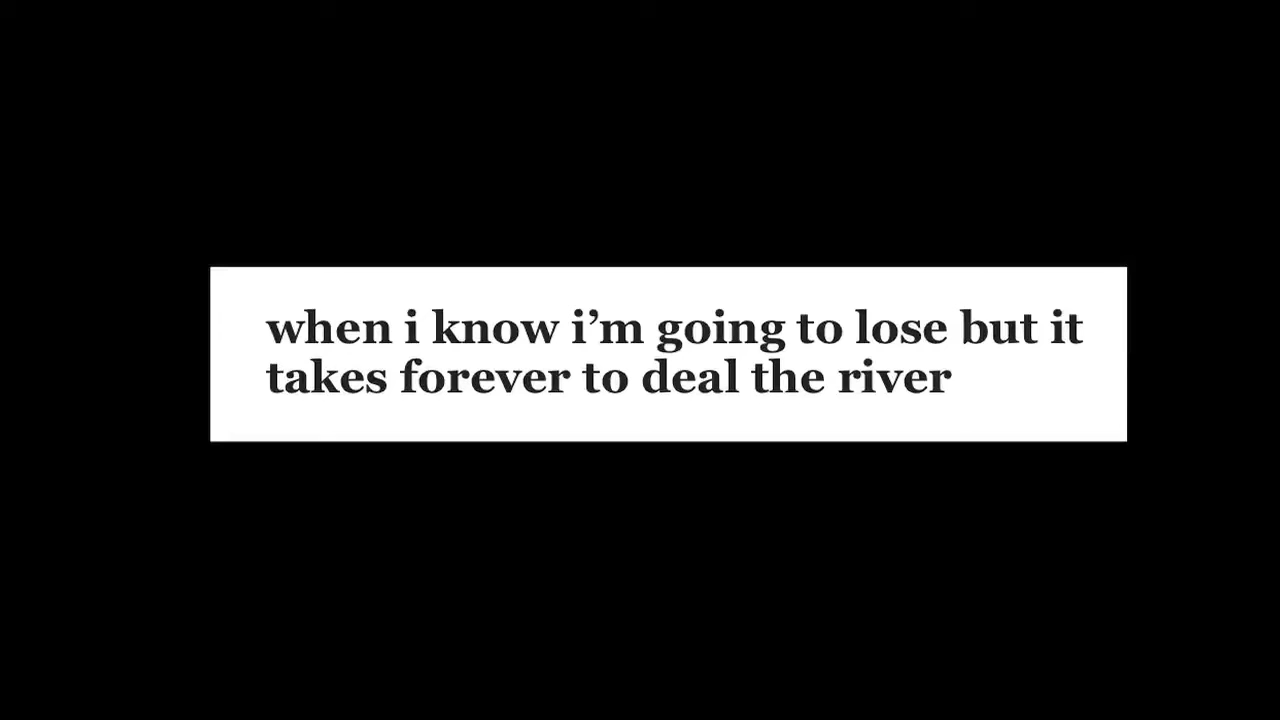 when i know i’m going to lose but it
takes forever to deal the river